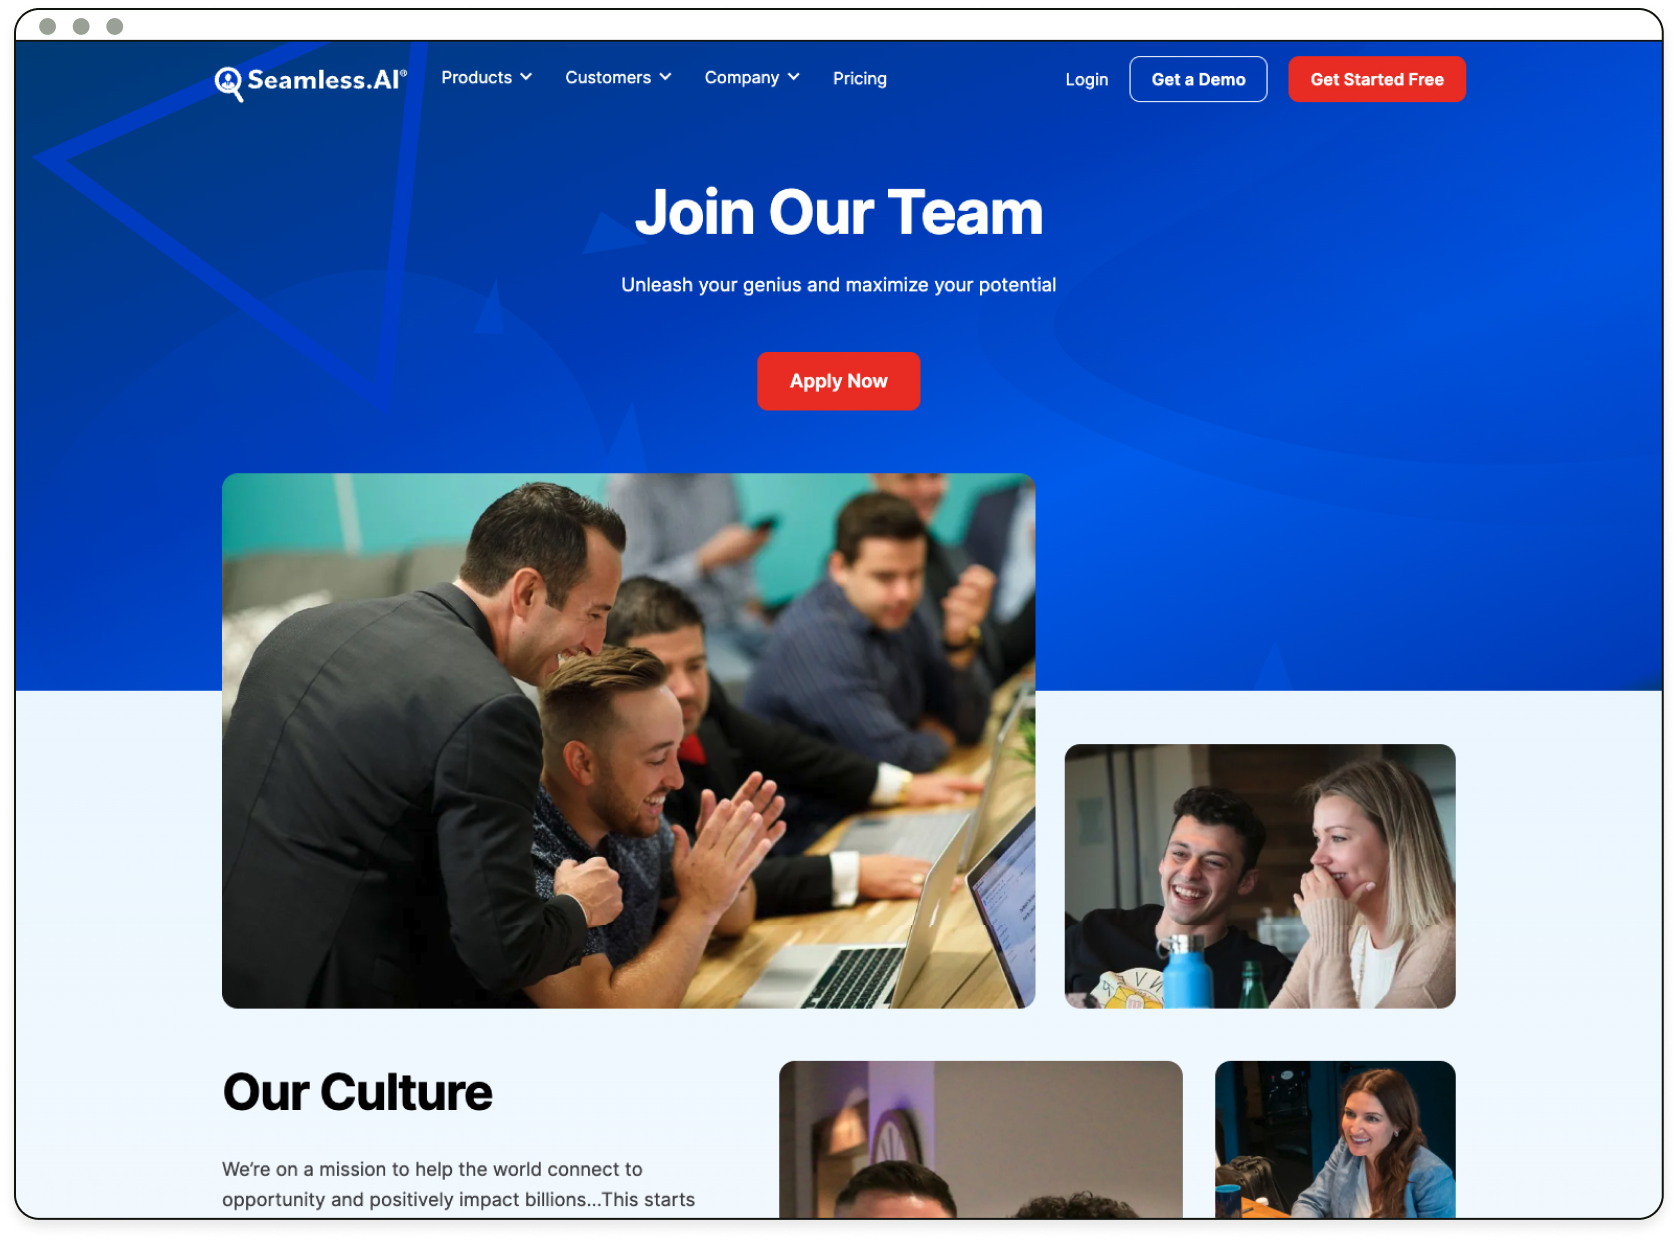 Seamless.AI®
Products
Customers
Company
Pricing
Login
Get a Demo
Get Started Free
Join Our Team
Unleash your genius and maximize your potential
Apply Now
Our Culture
We’re on a mission to help the world connect to
opportunity and positively impact billions...This starts